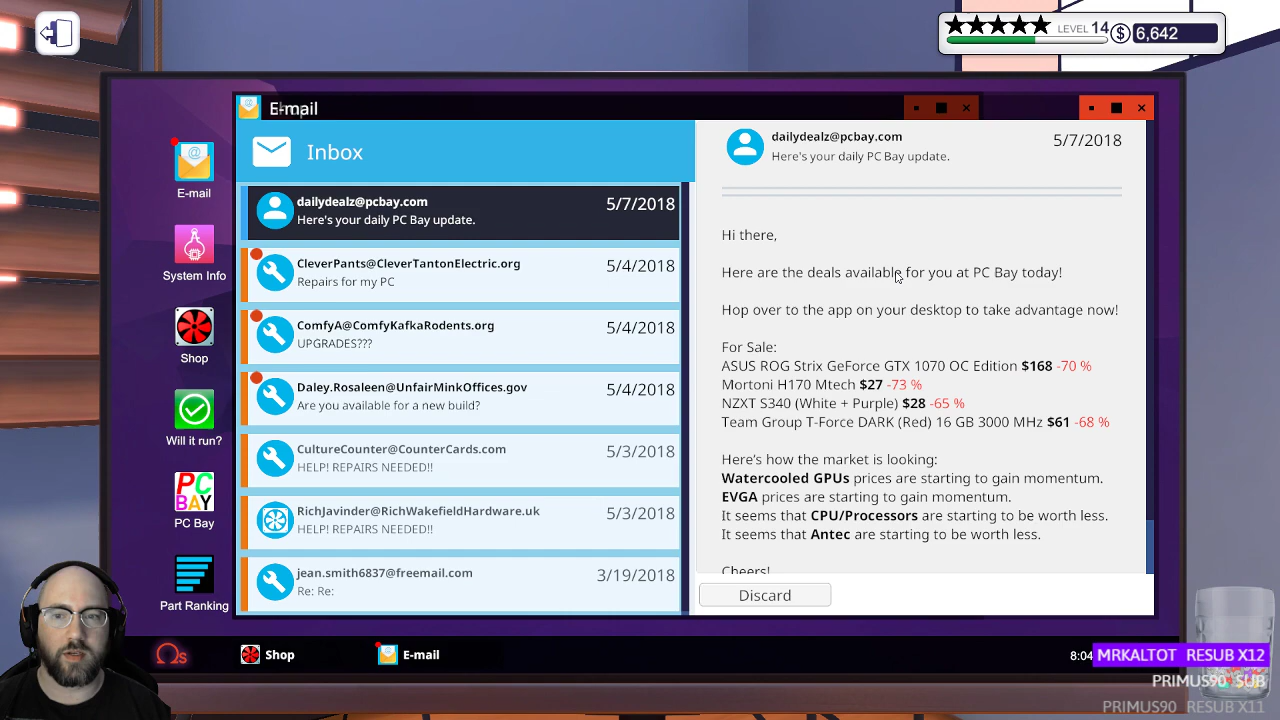 LEVEL 14
$ 6,642
E-mail
Inbox
dailydealz@pcbay.com
5/7/2018
Here's your daily PC Bay update.
CleverPants@CleverTantonElectric.org
5/4/2018
Repairs for my PC
ComfyA@ComfyKafkaRodents.org
5/4/2018
UPGRADES???
Daley.Rosaleen@UnfairMinkOffices.gov
5/4/2018
Are you available for a new build?
CultureCounter@CounterCards.com
5/3/2018
HELP! REPAIRS NEEDED!!
RichJavinder@RichWakefieldHardware.uk
5/3/2018
HELP! REPAIRS NEEDED!!
jean.smith6837@freemail.com
3/19/2018
Re: Re:
dailydealz@pcbay.com
5/7/2018
Here's your daily PC Bay update.
Hi there,
Here are the deals available for you at PC Bay today!
Hop over to the app on your desktop to take advantage now!
For Sale:
ASUS ROG Strix GeForce GTX 1070 OC Edition $168 -70 %
Mortoni H170 Mtech $27 -73 %
NZXT S340 (White + Purple) $28 -65 %
Team Group T-Force DARK (Red) 16 GB 3000 MHz $61 -68 %
Here's how the market is looking:
Watercooled GPUs prices are starting to gain momentum.
EVGA prices are starting to gain momentum.
It seems that CPU/Processors are starting to be worth less.
It seems that Antec are starting to be worth less.
Cheers!
Discard
E-mail
System Info
Shop
Will it run?
PC
BAY
PC Bay
Part Ranking
Ωs
Shop
E-mail
8:04
MRKALTOT RESUB X12
PRIMUS90 SUB
PRIMUS90 RESUB X11